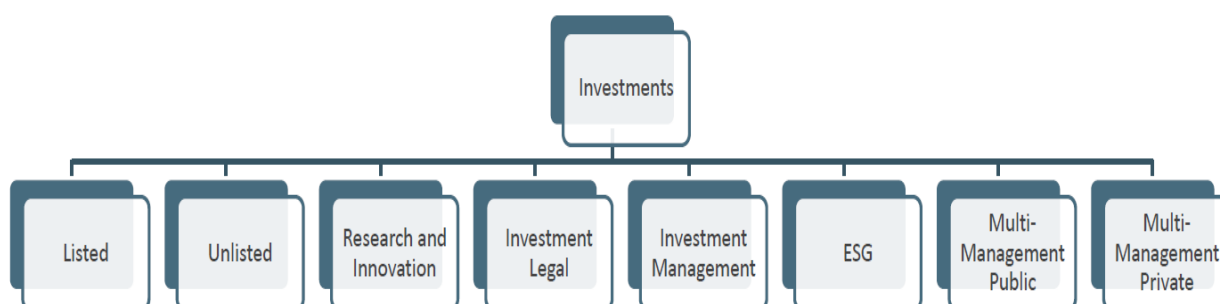 Investments
Listed
Unlisted
Research and
Innovation
Investment
Legal
Investment
Management
ESG
Multi-
Management
Public
Multi-
Management
Private